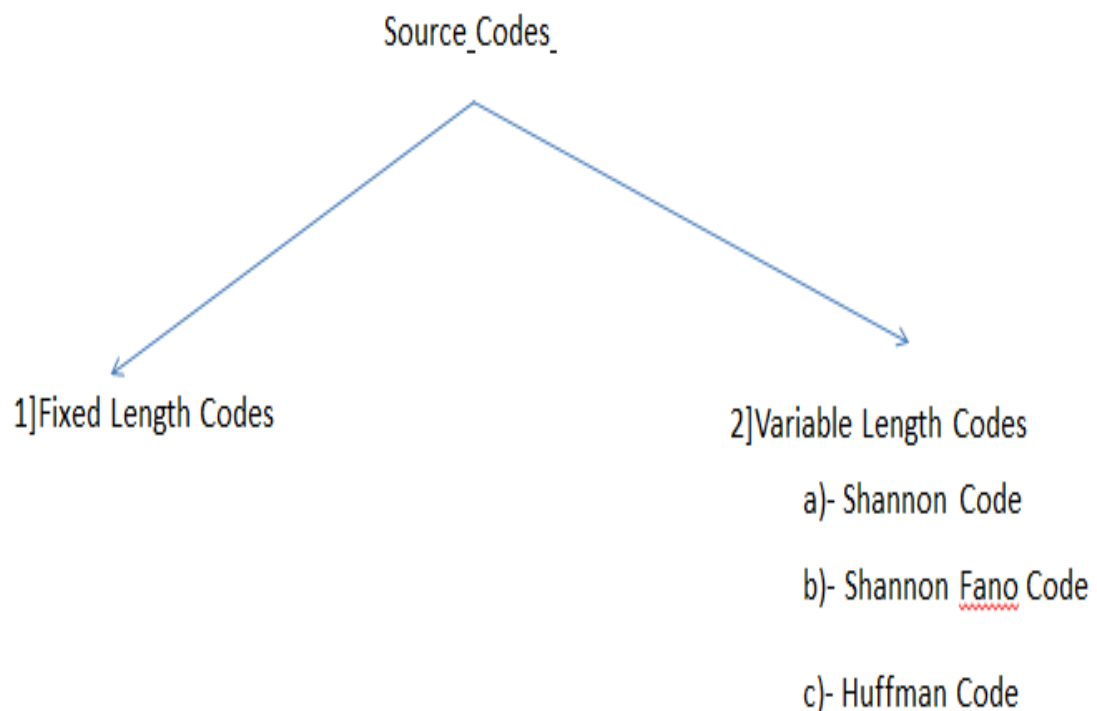 Source_Codes_
1]Fixed Length Codes
2]Variable Length Codes
a)- Shannon Code
b)- Shannon Fano Code
c)- Huffman Code